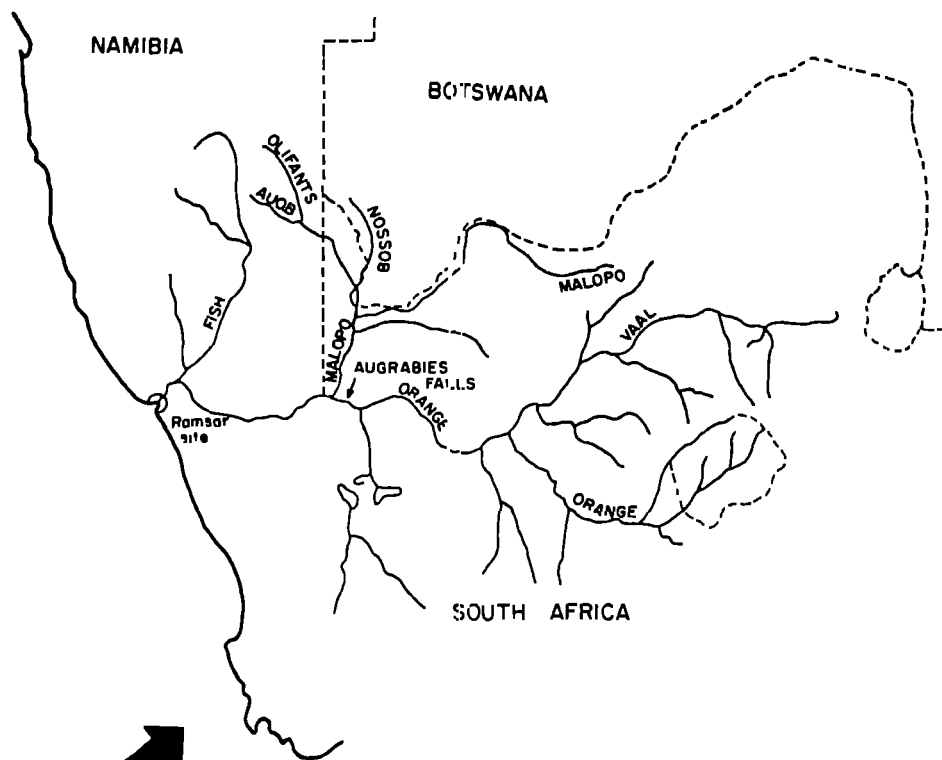 NAMIBIA
BOTSWANA
OLIFANTS
AUOB
NOSSOB
MALOPO
FISH
VAAL
MALOPO
AUGRABIES
FALLS
ORANGE
Ramsar
site
ORANGE
SOUTH AFRICA